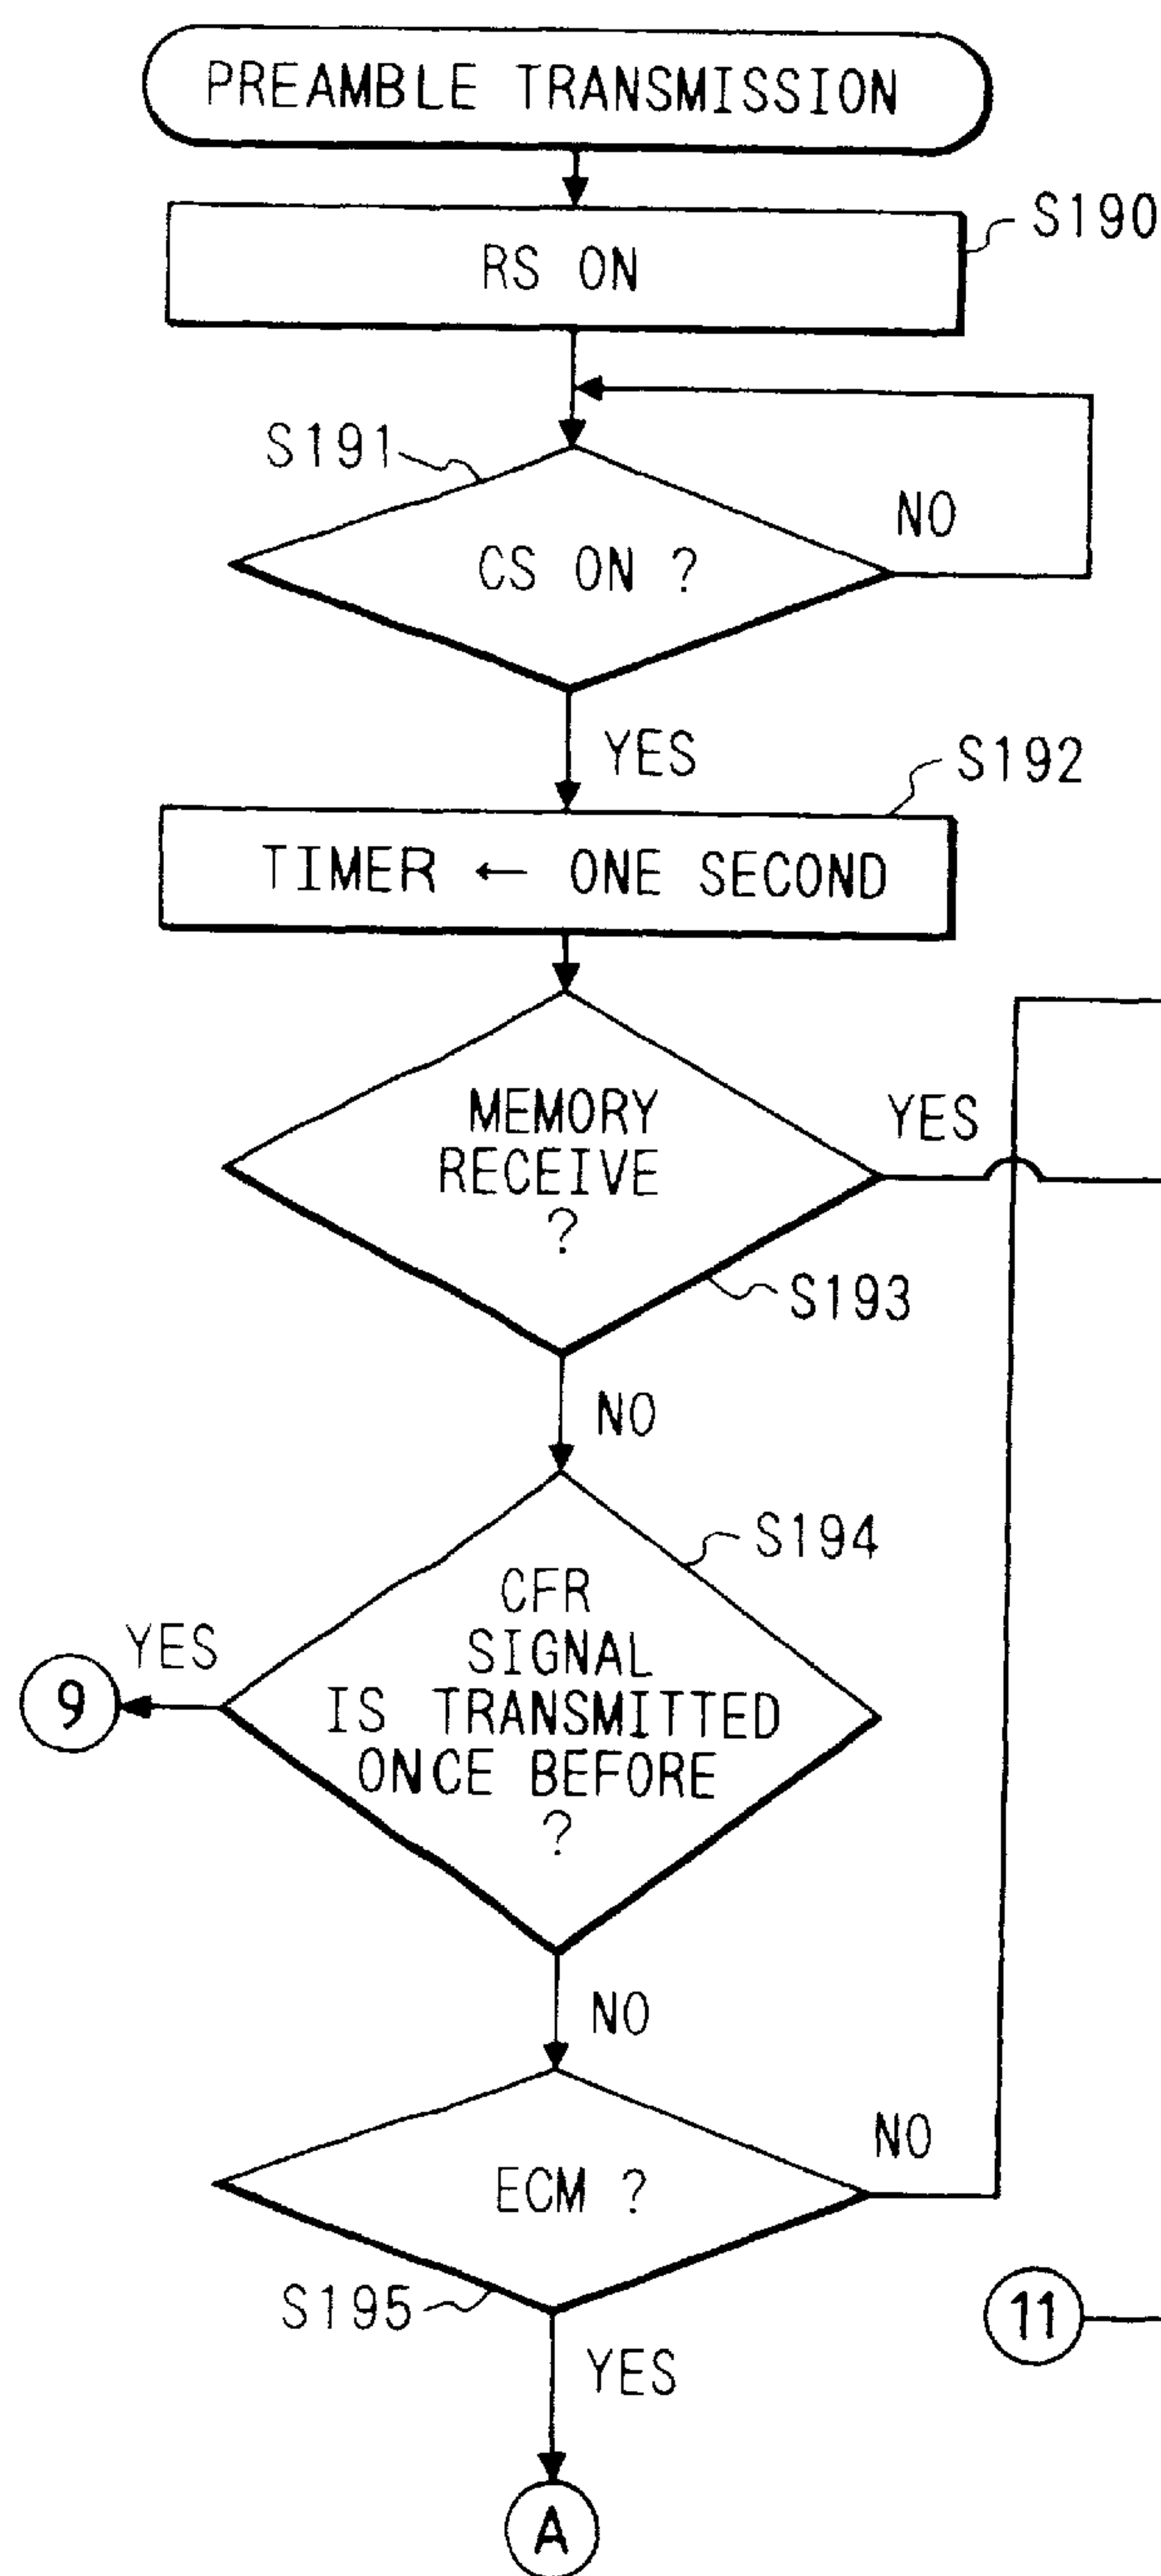 PREAMBLE TRANSMISSION
RS ON
S190
S191
CS ON ?
NO
YES
S192
TIMER ← ONE SECOND
MEMORY
RECEIVE
?
YES
S193
NO
S194
CFR
SIGNAL
IS TRANSMITTED
ONCE BEFORE
?
YES
9
NO
ECM ?
NO
S195
11
YES
A